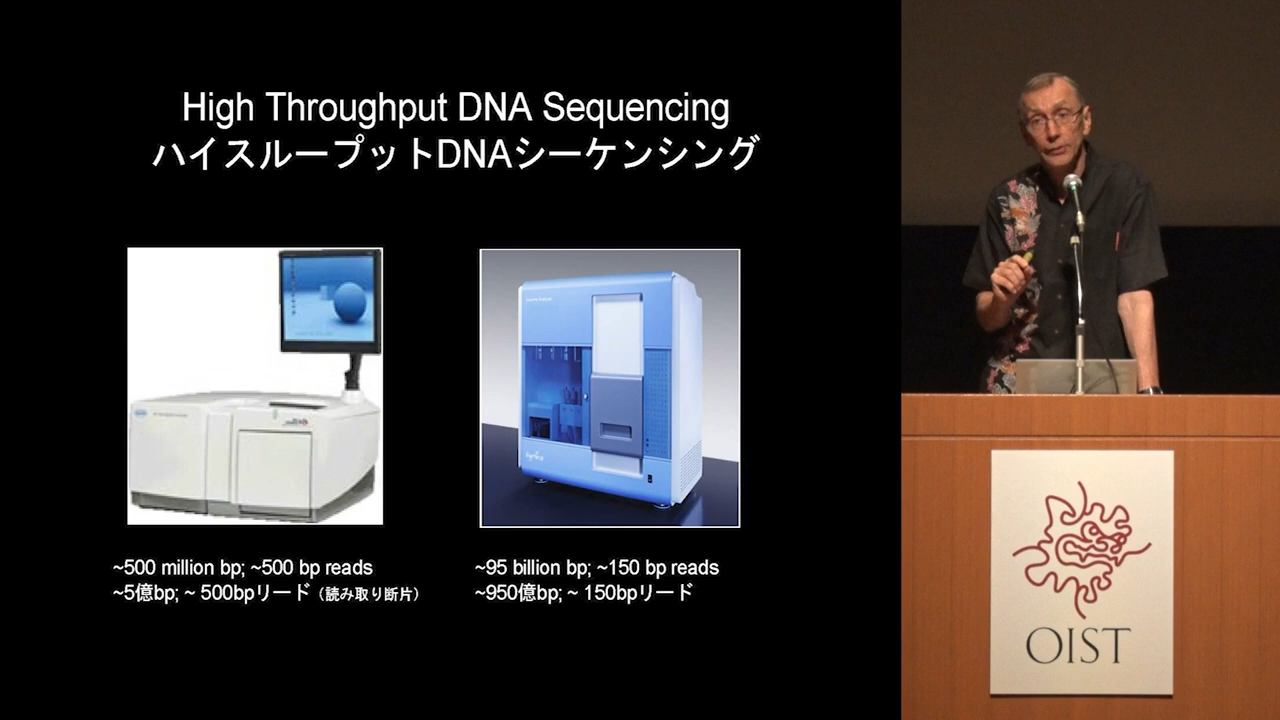 High Throughput DNA Sequencing
ハイスループットDNAシーケンシング
~500 million bp; ~500 bp reads
~5億bp; ~ 500bpリード（読み取り断片）
~95 billion bp; ~150 bp reads
~950億bp; ~ 150bpリード
OIST